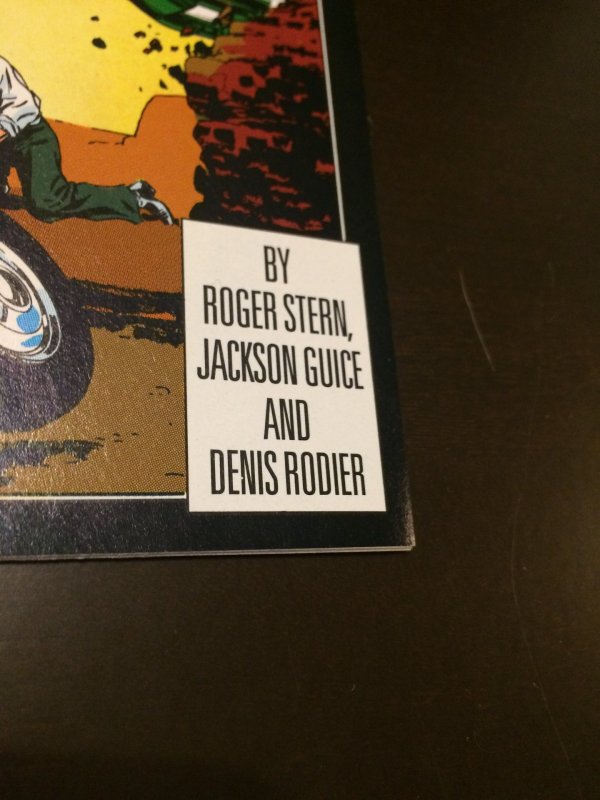 BY
ROGER STERN,
JACKSON GUICE
AND
DENIS RODIER